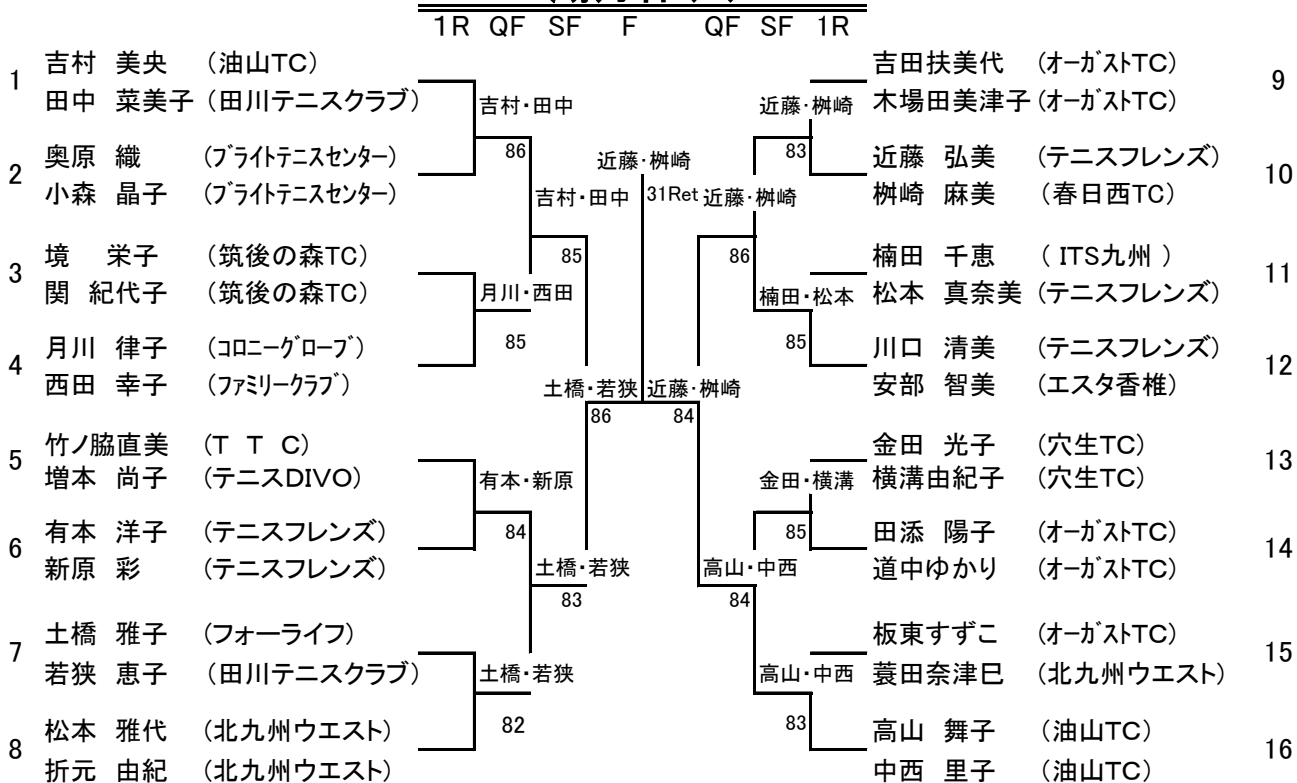 1R QF SF F QF SF 1R
1 吉村 美央 (油山TC)
田中 菜美子 (田川テニスクラブ)
2 奥原 織 (ブライトテニスセンター)
小森 晶子 (ブライトテニスセンター)
3 境 栄子 (筑後の森TC)
関 紀代子 (筑後の森TC)
4 月川 律子 (コロニーグローブ)
西田 幸子 (ファミリークラブ)
5 竹ノ脇直美 (T T C)
増本 尚子 (テニスDIVO)
6 有本 洋子 (テニスフレンズ)
新原 彩 (テニスフレンズ)
7 土橋 雅子 (フォーライフ)
若狭 恵子 (田川テニスクラブ)
8 松本 雅代 (北九州ウエスト)
折元 由紀 (北九州ウエスト)
吉村・田中
86
月川・西田
85
有本・新原
84
土橋・若狭
82
吉村・田中
85
土橋・若狭
83
土橋・若狭
86
近藤・桝崎
31Ret
近藤・桝崎
84
近藤・桝崎
86
高山・中西
84
近藤・桝崎
83
楠田・松本
85
金田・横溝
85
高山・中西
83
吉田扶美代 (オーガストTC) 9
木場田美津子 (オーガストTC)
近藤 弘美 (テニスフレンズ) 10
桝崎 麻美 (春日西TC)
楠田 千恵 ( ITS九州 ) 11
松本 真奈美 (テニスフレンズ)
川口 清美 (テニスフレンズ) 12
安部 智美 (エスタ香椎)
金田 光子 (穴生TC) 13
横溝由紀子 (穴生TC)
田添 陽子 (オーガストTC) 14
道中ゆかり (オーガストTC)
板東すずこ (オーガストTC) 15
蓑田奈津巳 (北九州ウエスト)
高山 舞子 (油山TC) 16
中西 里子 (油山TC)